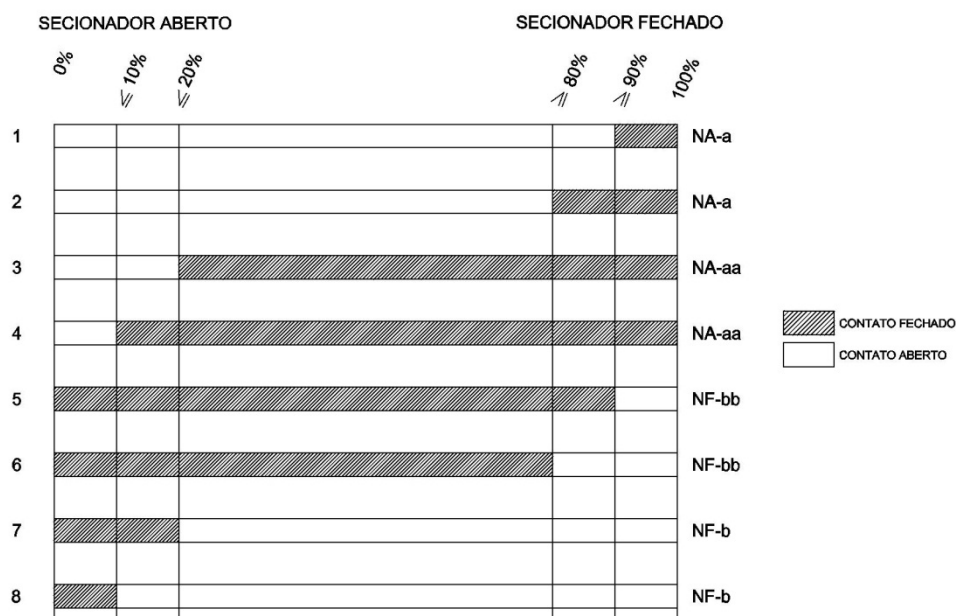 SECIONADOR ABERTO
SECIONADOR FECHADO
0%
≤ 10%
≤ 20%
≥ 80%
≥ 90%
100%
1 NA-a
2 NA-a
3 NA-aa
4 NA-aa
CONTATO FECHADO
CONTATO ABERTO
5 NF-bb
6 NF-bb
7 NF-b
8 NF-b